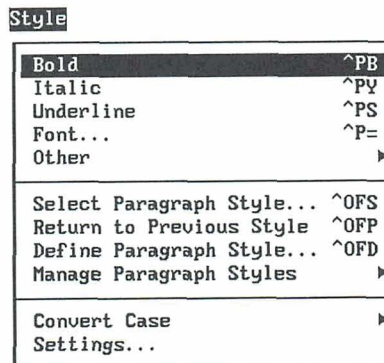 Style
Bold ^PB
Italic ^PY
Underline ^PS
Font... ^P=
Other
Select Paragraph Style... ^OFS
Return to Previous Style ^OFP
Define Paragraph Style... ^OFD
Manage Paragraph Styles
Convert Case
Settings...